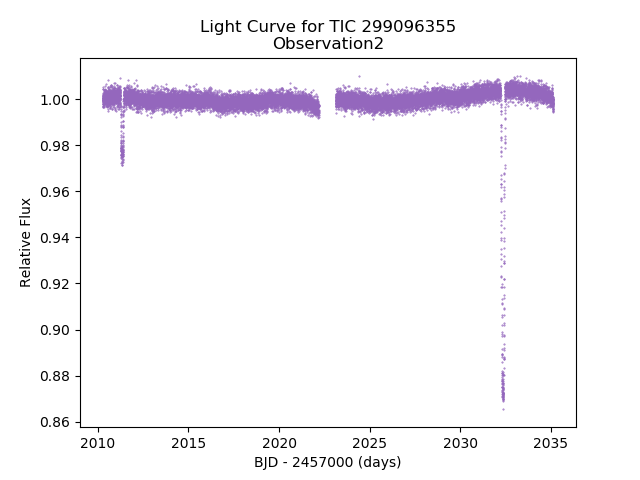 Light Curve for TIC 299096355
Observation2
Relative Flux
1.00
0.98
0.96
0.94
0.92
0.90
0.88
0.86
2010 2015 2020 2025 2030 2035
BJD - 2457000 (days)